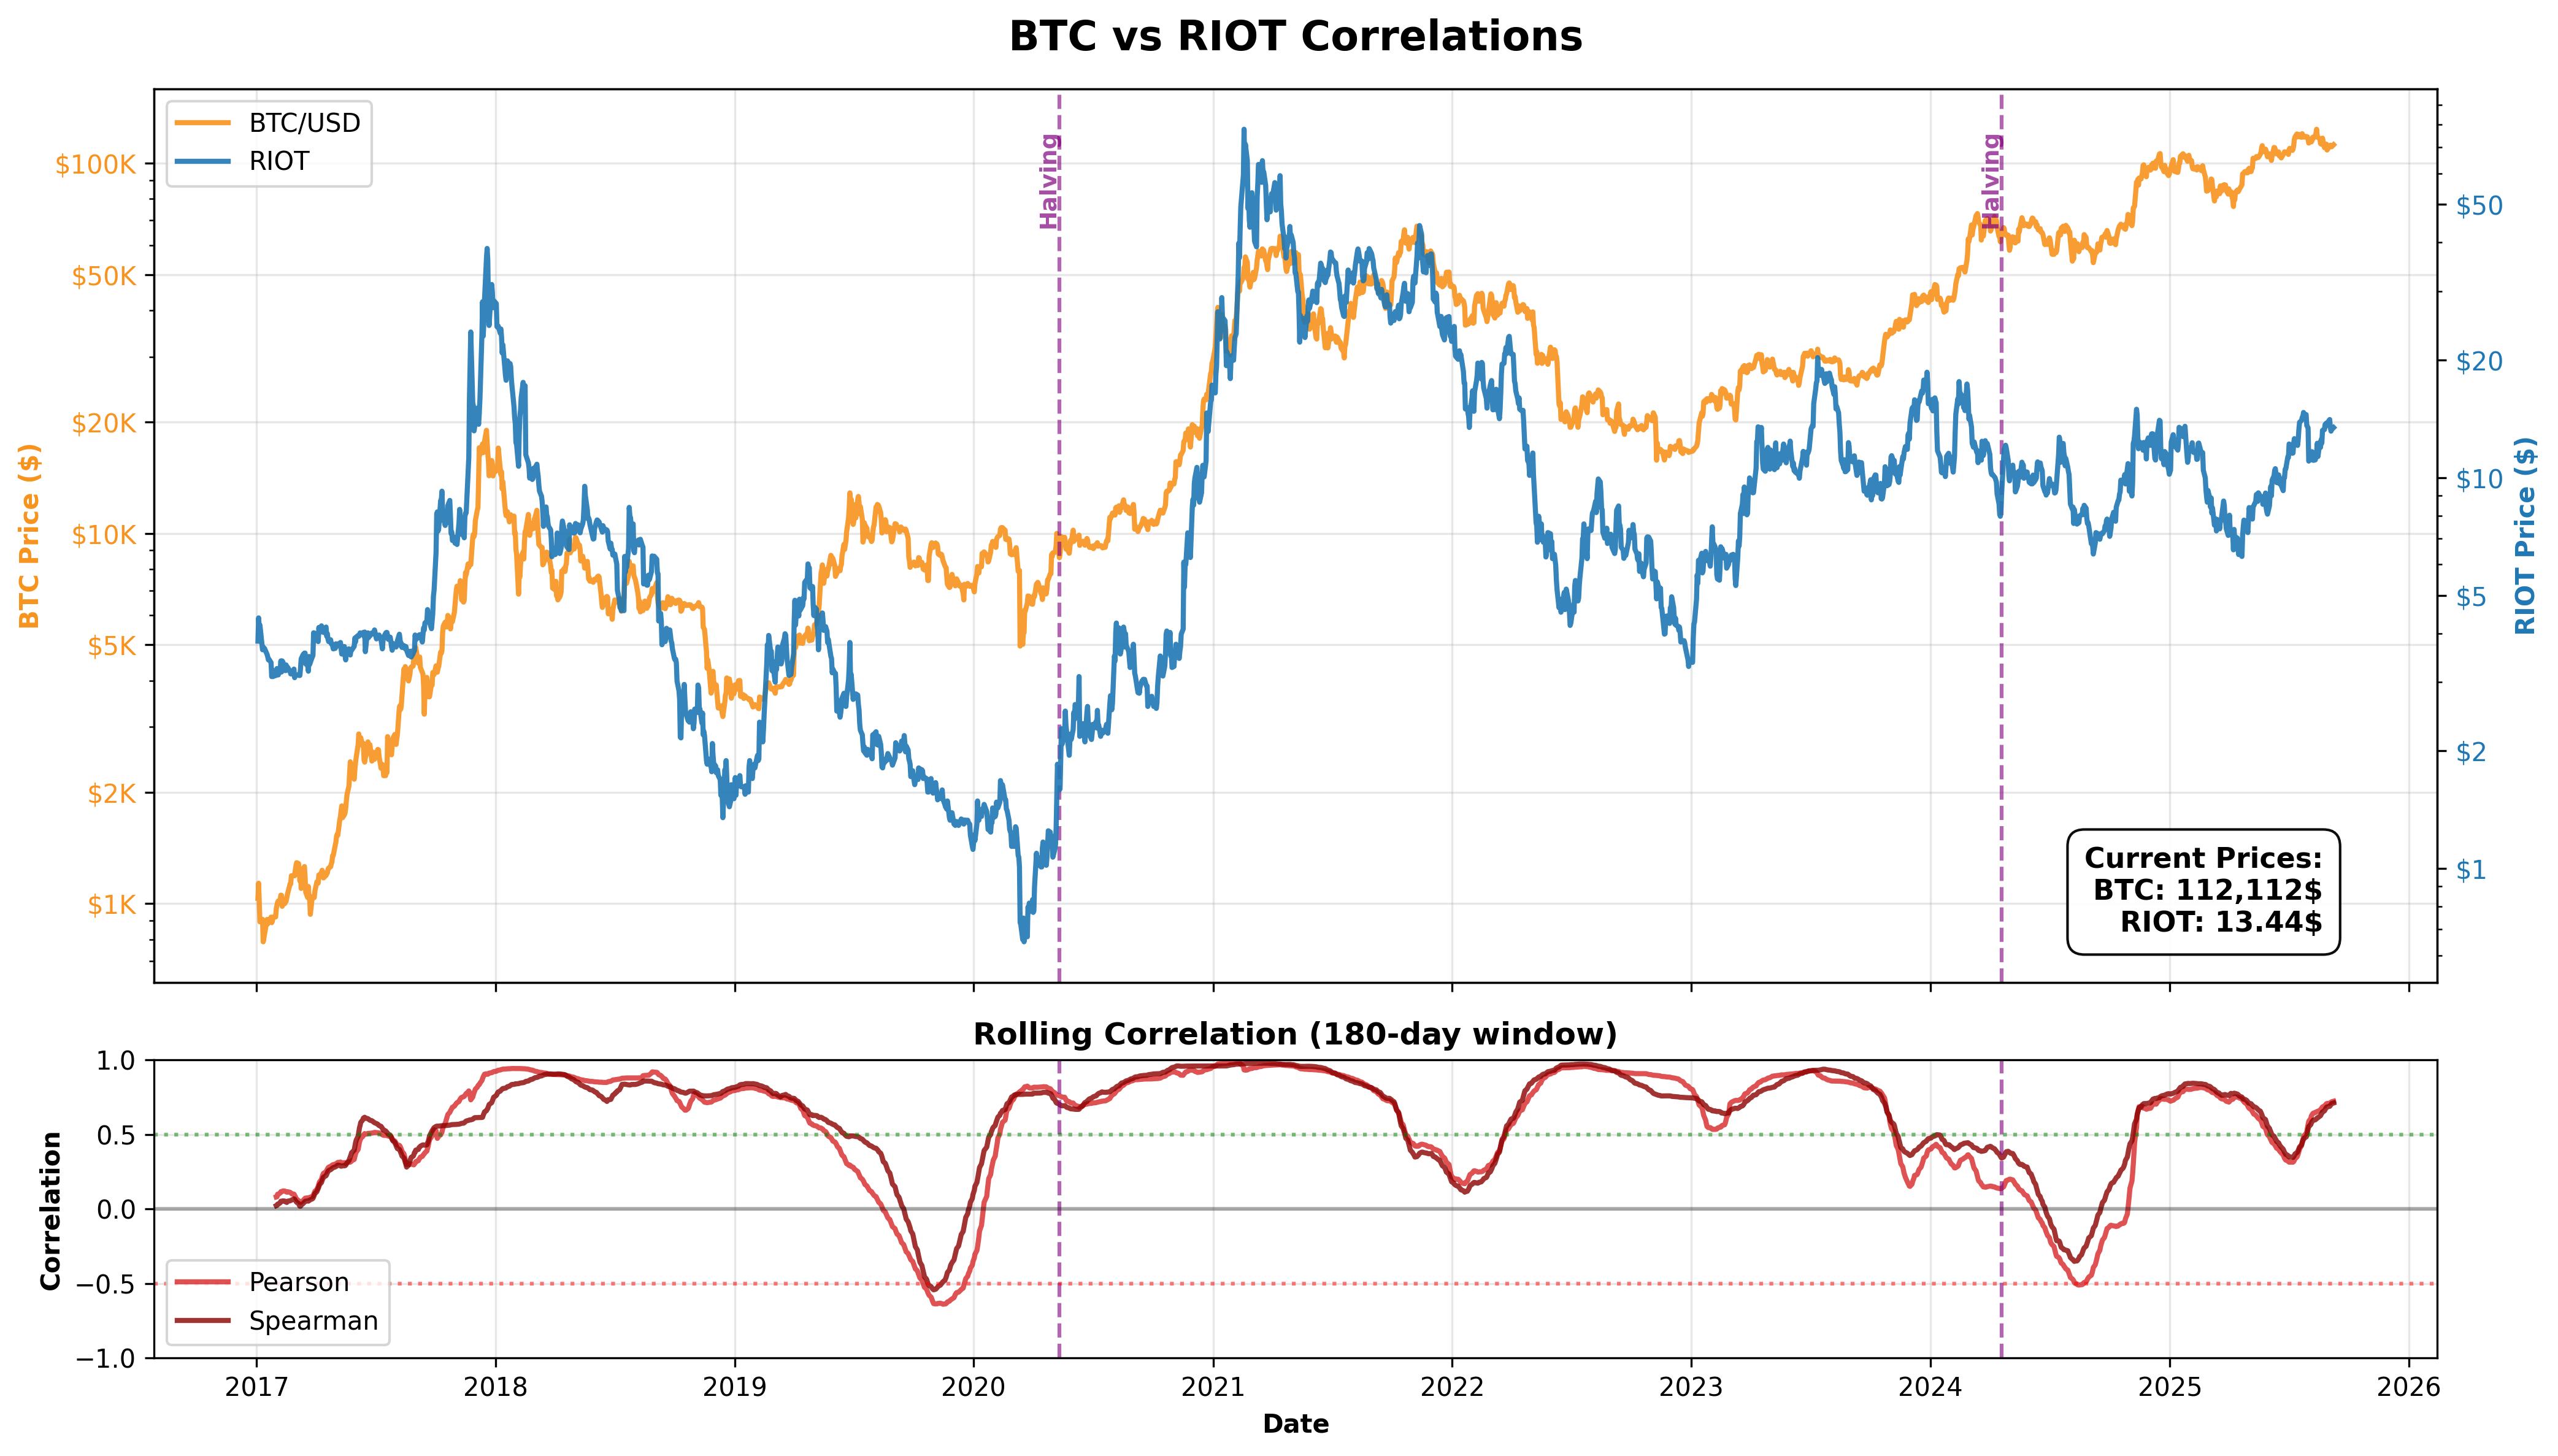 BTC vs RIOT Correlations
BTC/USD
RIOT
Halving
Halving
$100K
$50K
$20K
$10K
$5K
$2K
$1K
BTC Price ($)
$50
$20
$10
$5
$2
$1
RIOT Price ($)
Current Prices:
BTC: 112,112$
RIOT: 13.44$
Rolling Correlation (180-day window)
1.0
0.5
0.0
−0.5
−1.0
Correlation
Pearson
Spearman
2017 2018 2019 2020 2021 2022 2023 2024 2025 2026
Date